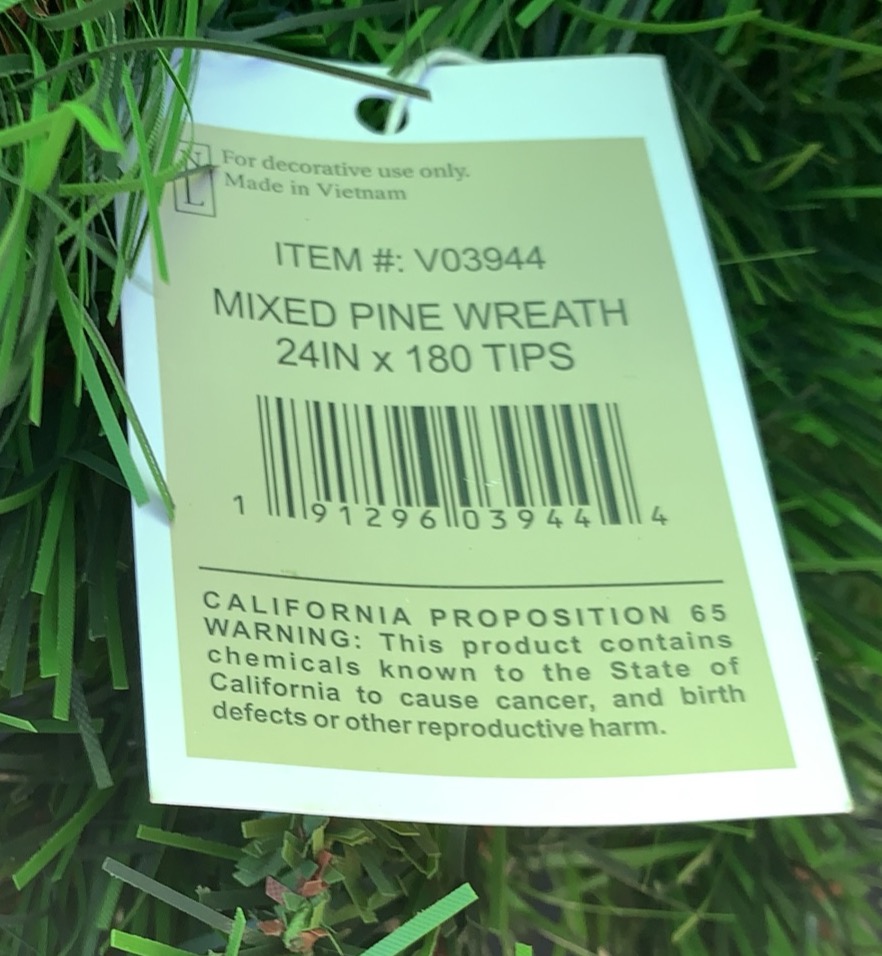 NL
For decorative use only.
Made in Vietnam
ITEM #: V03944
MIXED PINE WREATH
24IN x 180 TIPS
1 91296 03944 4
CALIFORNIA PROPOSITION 65
WARNING: This product contains
chemicals known to the State of
California to cause cancer, and birth
defects or other reproductive harm.